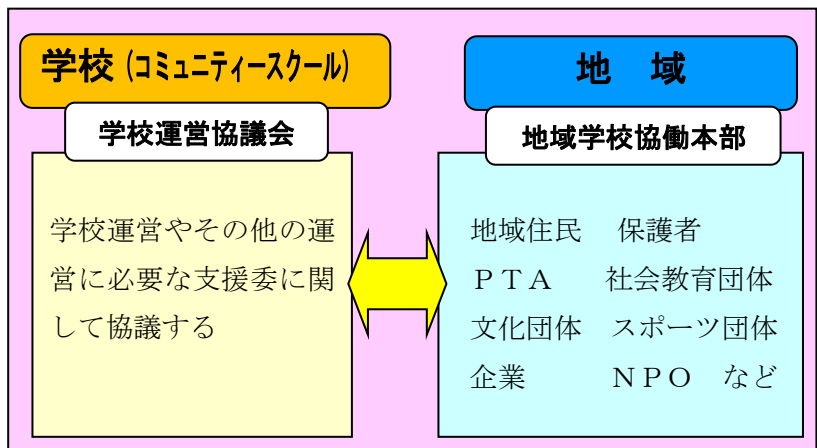 学校（コミュニティースクール）
学校運営協議会
学校運営やその他の運
営に必要な支援委に関
して協議する
地　域
地域学校協働本部
地域住民　保護者
ＰＴＡ　社会教育団体
文化団体　スポーツ団体
企業　ＮＰＯ　など